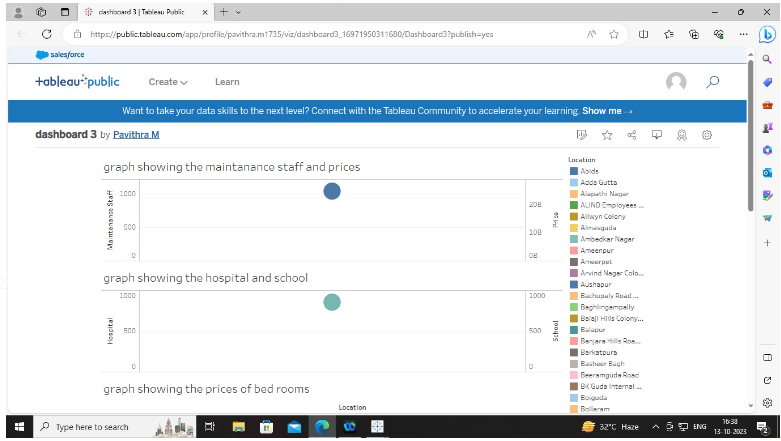 dashboard 3 | Tableau Public
https://public.tableau.com/app/profile/pavithra.m1735/viz/dashboard3_16971950311680/Dashboard3?publish=yes
salesforce
+ableau+public
Create
Learn
Want to take your data skills to the next level? Connect with the Tableau Community to accelerate your learning. Show me →
dashboard 3 by Pavithra M
graph showing the maintanance staff and prices
Maintenance Staff
1000
500
0
20B
10B
0B
Price
graph showing the hospital and school
Hospital
1000
500
0
1000
500
0
School
graph showing the prices of bed rooms
Location
Location
Abids
Adda Gutta
Alapathi Nagar
ALIND Employees ...
Allwyn Colony
Almasguda
Ambedkar Nagar
Ameenpur
Ameerpet
Arvind Nagar Colo...
Aushapur
Bachupaly Road ...
Baghlingampally
Balaji Hills Colony...
Balapur
Banjara Hills Roa...
Barkatpura
Basheer Bagh
Beeramguda Road
BK Guda Internal ...
Boiguda
Bollaram
Type here to search
32°C Haze
ENG
16:38
13-10-2023
2